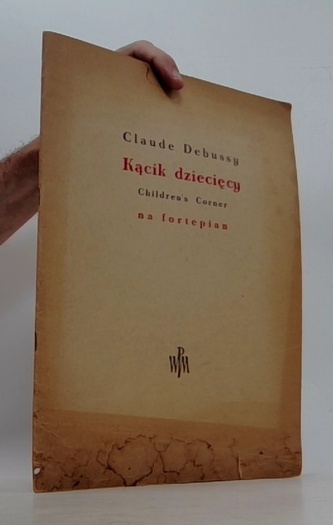 Claude Debussy
Kącik dziecięcy
Children's Corner
na fortepian
PWM